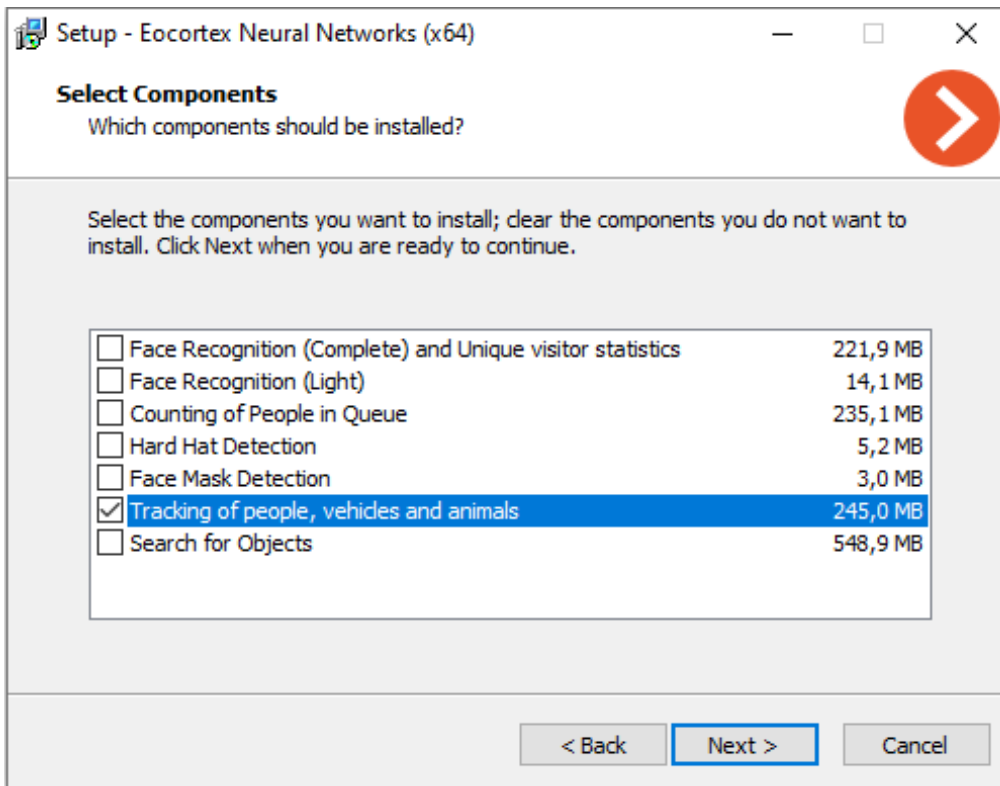 Setup - Eocortex Neural Networks (x64)
Select Components
Which components should be installed?
Select the components you want to install; clear the components you do not want to
install. Click Next when you are ready to continue.
Face Recognition (Complete) and Unique visitor statistics 221,9 MB
Face Recognition (Light) 14,1 MB
Counting of People in Queue 235,1 MB
Hard Hat Detection 5,2 MB
Face Mask Detection 3,0 MB
Tracking of people, vehicles and animals 245,0 MB
Search for Objects 548,9 MB
< Back Next > Cancel